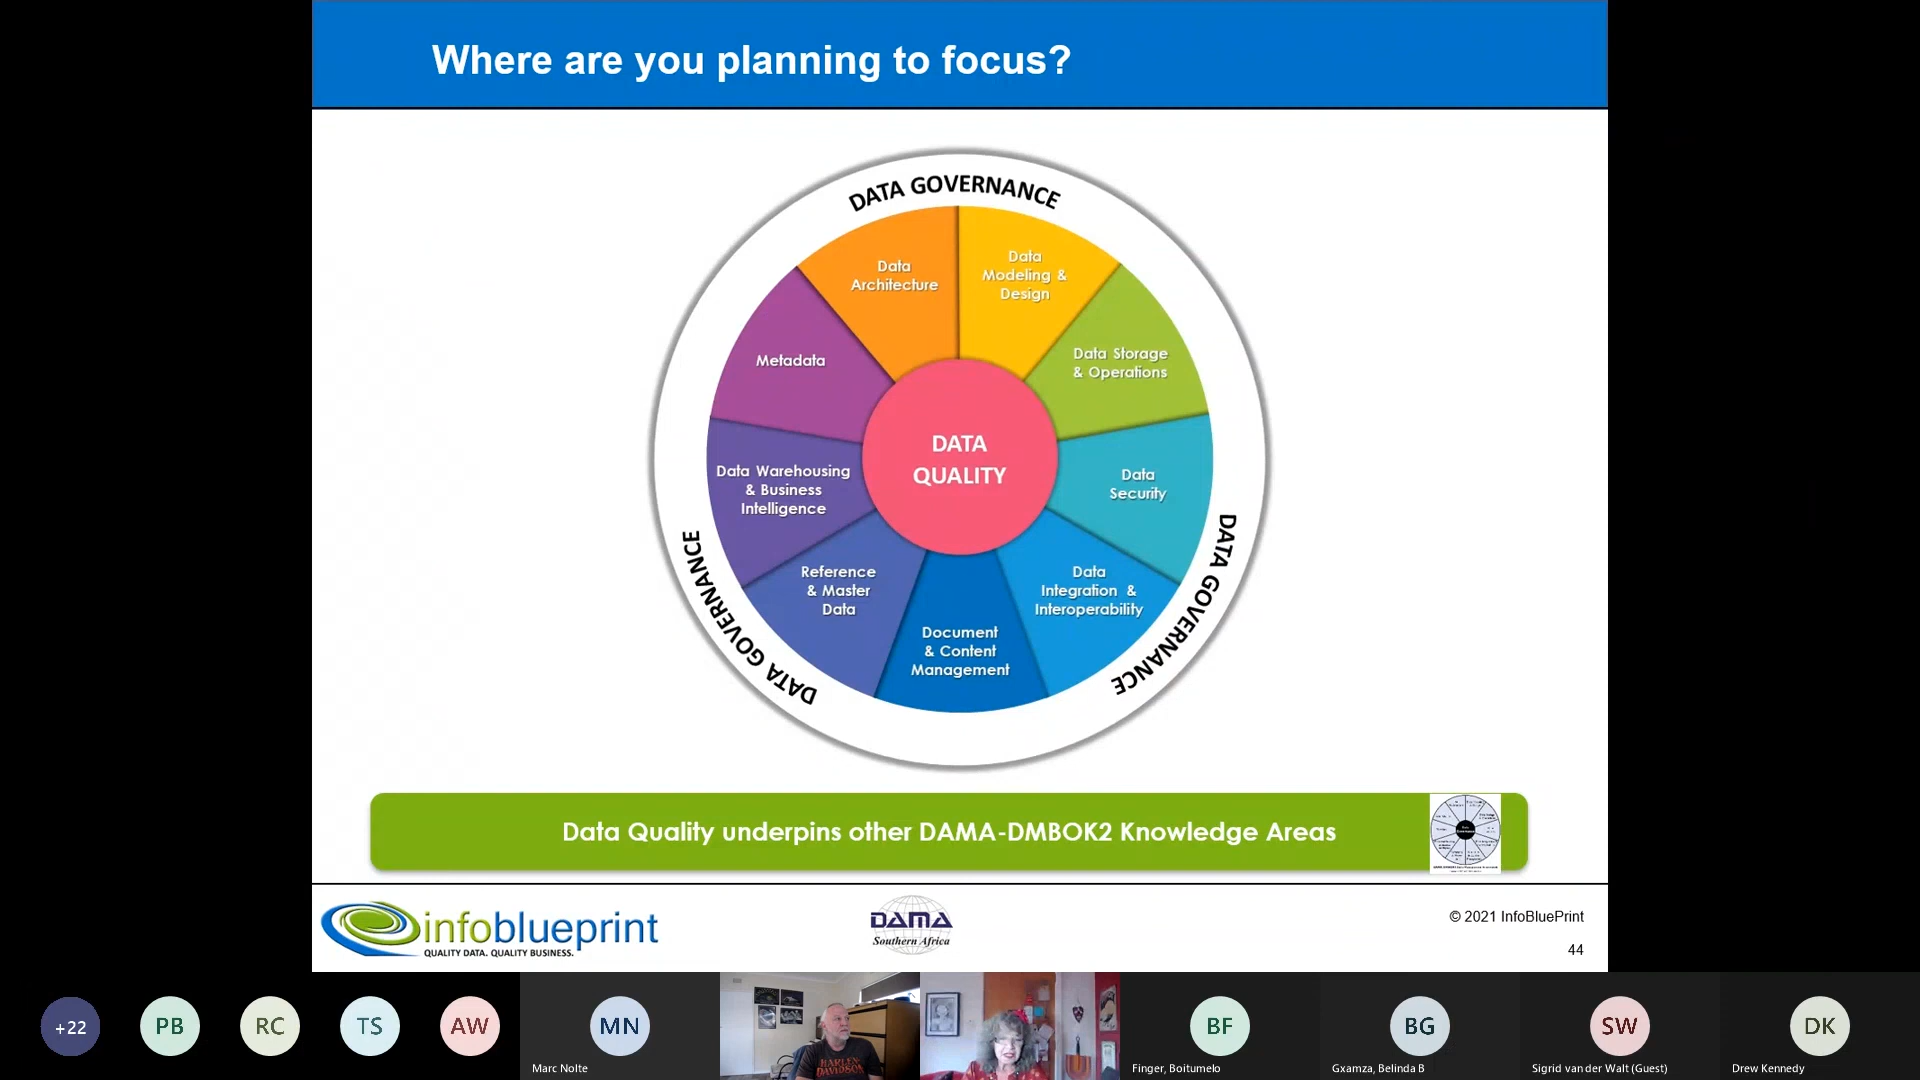 Where are you planning to focus?
DATA GOVERNANCE
Data
Architecture
Data
Modeling &
Design
Metadata
Data Storage
& Operations
DATA
QUALITY
Data Warehousing
& Business
Intelligence
Data
Security
Reference
& Master
Data
Data
Integration &
Interoperability
Document
& Content
Management
DATA GOVERNANCE
DATA GOVERNANCE
Data Quality underpins other DAMA-DMBOK2 Knowledge Areas
infoblueprint
QUALITY DATA. QUALITY BUSINESS.
DAMA
Southern Africa
© 2021 InfoBluePrint
44
+22
PB
RC
TS
AW
MN
Marc Nolte
HARLEY
DAVIDSON
BF
Finger, Boitumelo
BG
Gxamza, Belinda B
SW
Sigrid van der Walt (Guest)
DK
Drew Kennedy